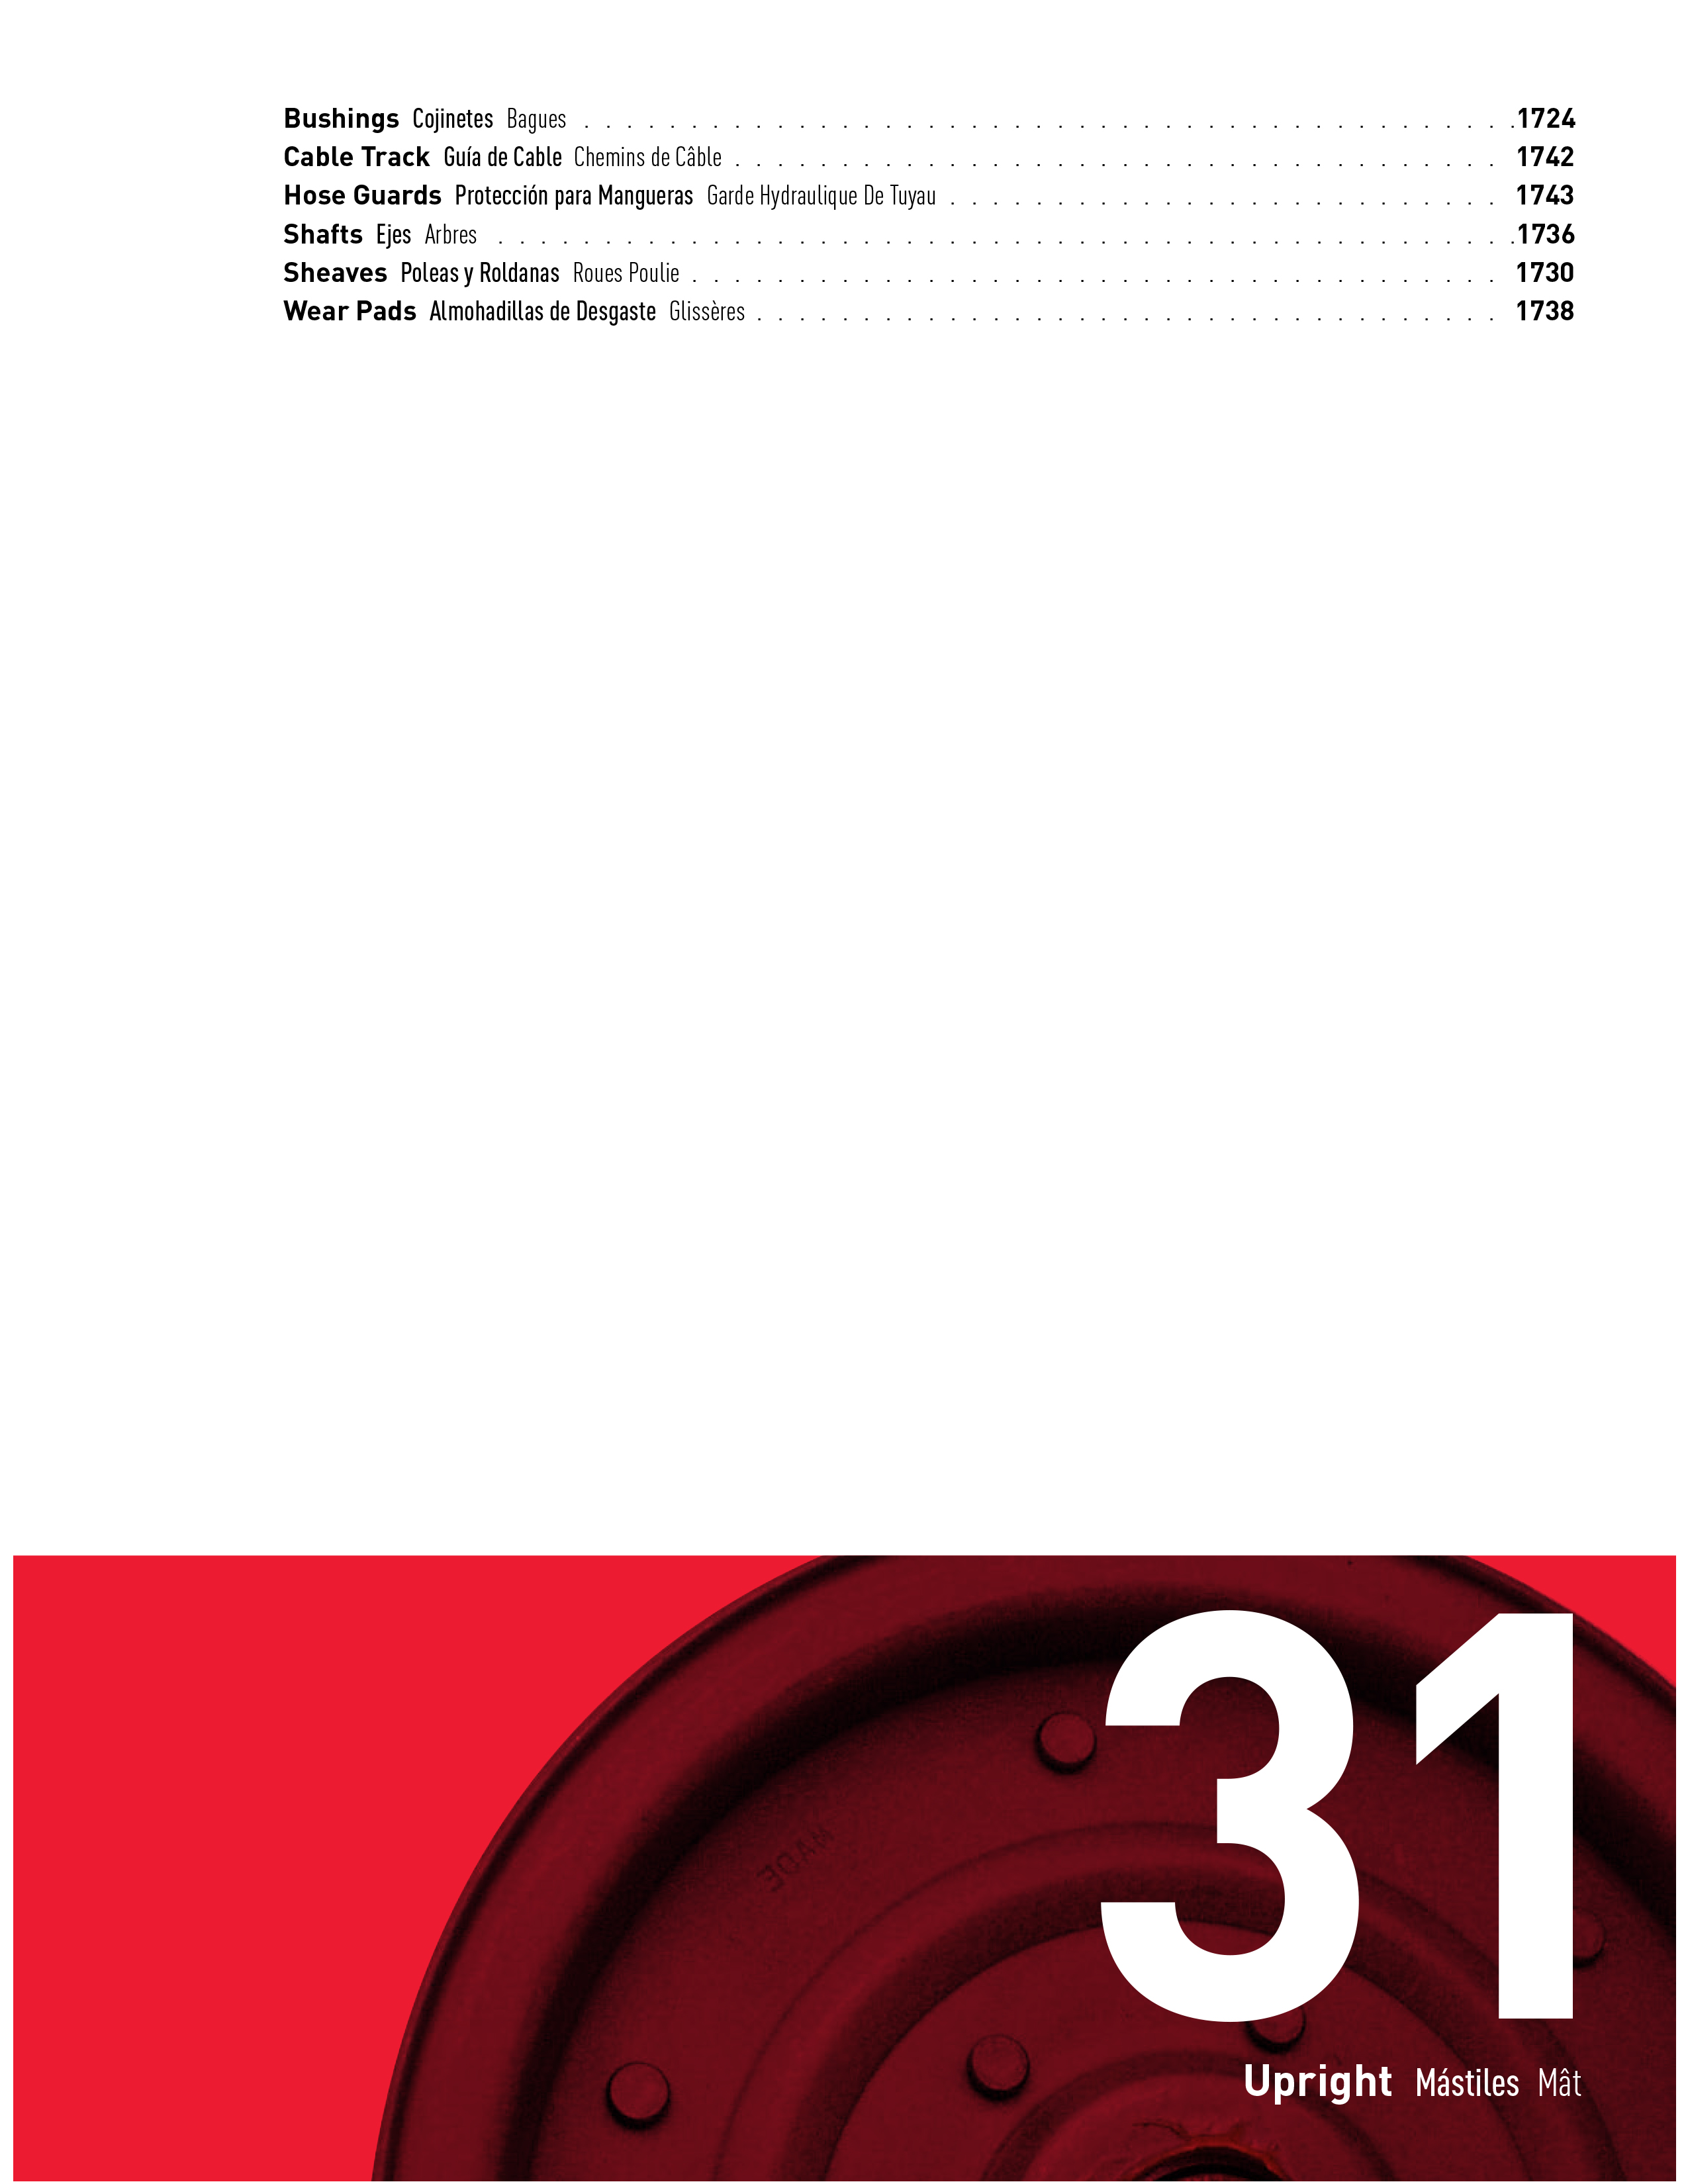 Bushings Cojinetes Bagues . . . . . . . . . . . . . . . . . . . . . . . . . . . . . . . . . . . . . . . . . . . .1724
Cable Track Guía de Cable Chemins de Câble . . . . . . . . . . . . . . . . . . . . . . . . . . . . . . . . . . . . 1742
Hose Guards Protección para Mangueras Garde Hydraulique De Tuyau . . . . . . . . . . . . . . . . . . . . . . . . . . 1743
Shafts Ejes Arbres . . . . . . . . . . . . . . . . . . . . . . . . . . . . . . . . . . . . . . . . . . . . . . . .1736
Sheaves Poleas y Roldanas Roues Poulie . . . . . . . . . . . . . . . . . . . . . . . . . . . . . . . . . . . . . . 1730
Wear Pads Almohadillas de Desgaste Glissères . . . . . . . . . . . . . . . . . . . . . . . . . . . . . . . . . . . 1738
31
MADE
Upright Mástiles Mât